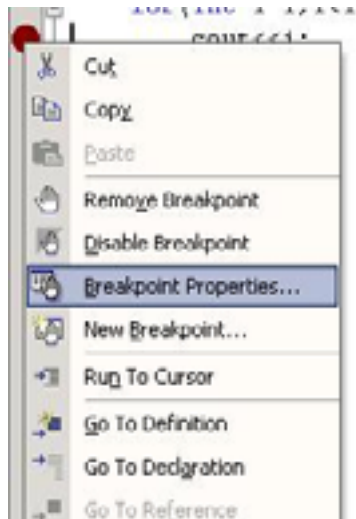 cout<<i;
Cut
Copy
Paste
Remove Breakpoint
Disable Breakpoint
Breakpoint Properties...
New Breakpoint...
Run To Cursor
Go To Definition
Go To Declaration
Go To Reference